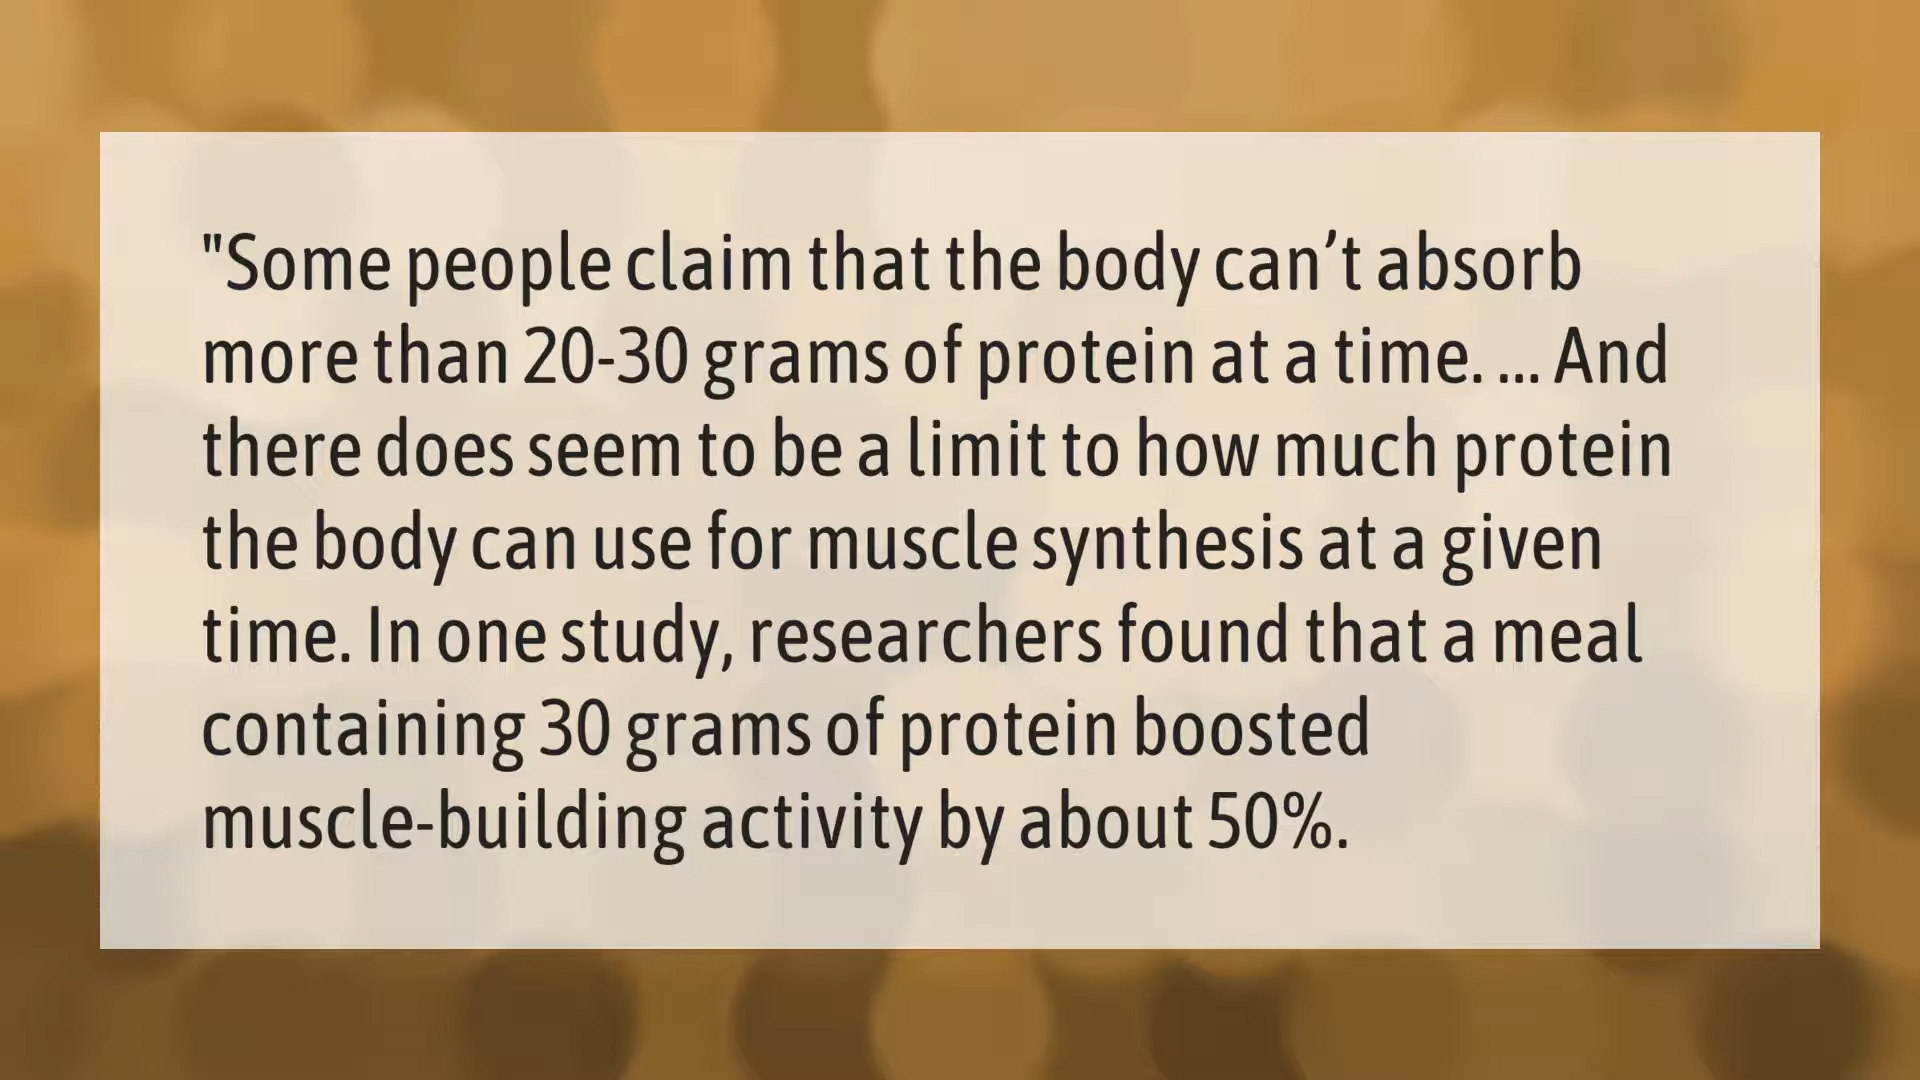 "Some people claim that the body can’t absorb
more than 20-30 grams of protein at a time. ... And
there does seem to be a limit to how much protein
the body can use for muscle synthesis at a given
time. In one study, researchers found that a meal
containing 30 grams of protein boosted
muscle-building activity by about 50%.